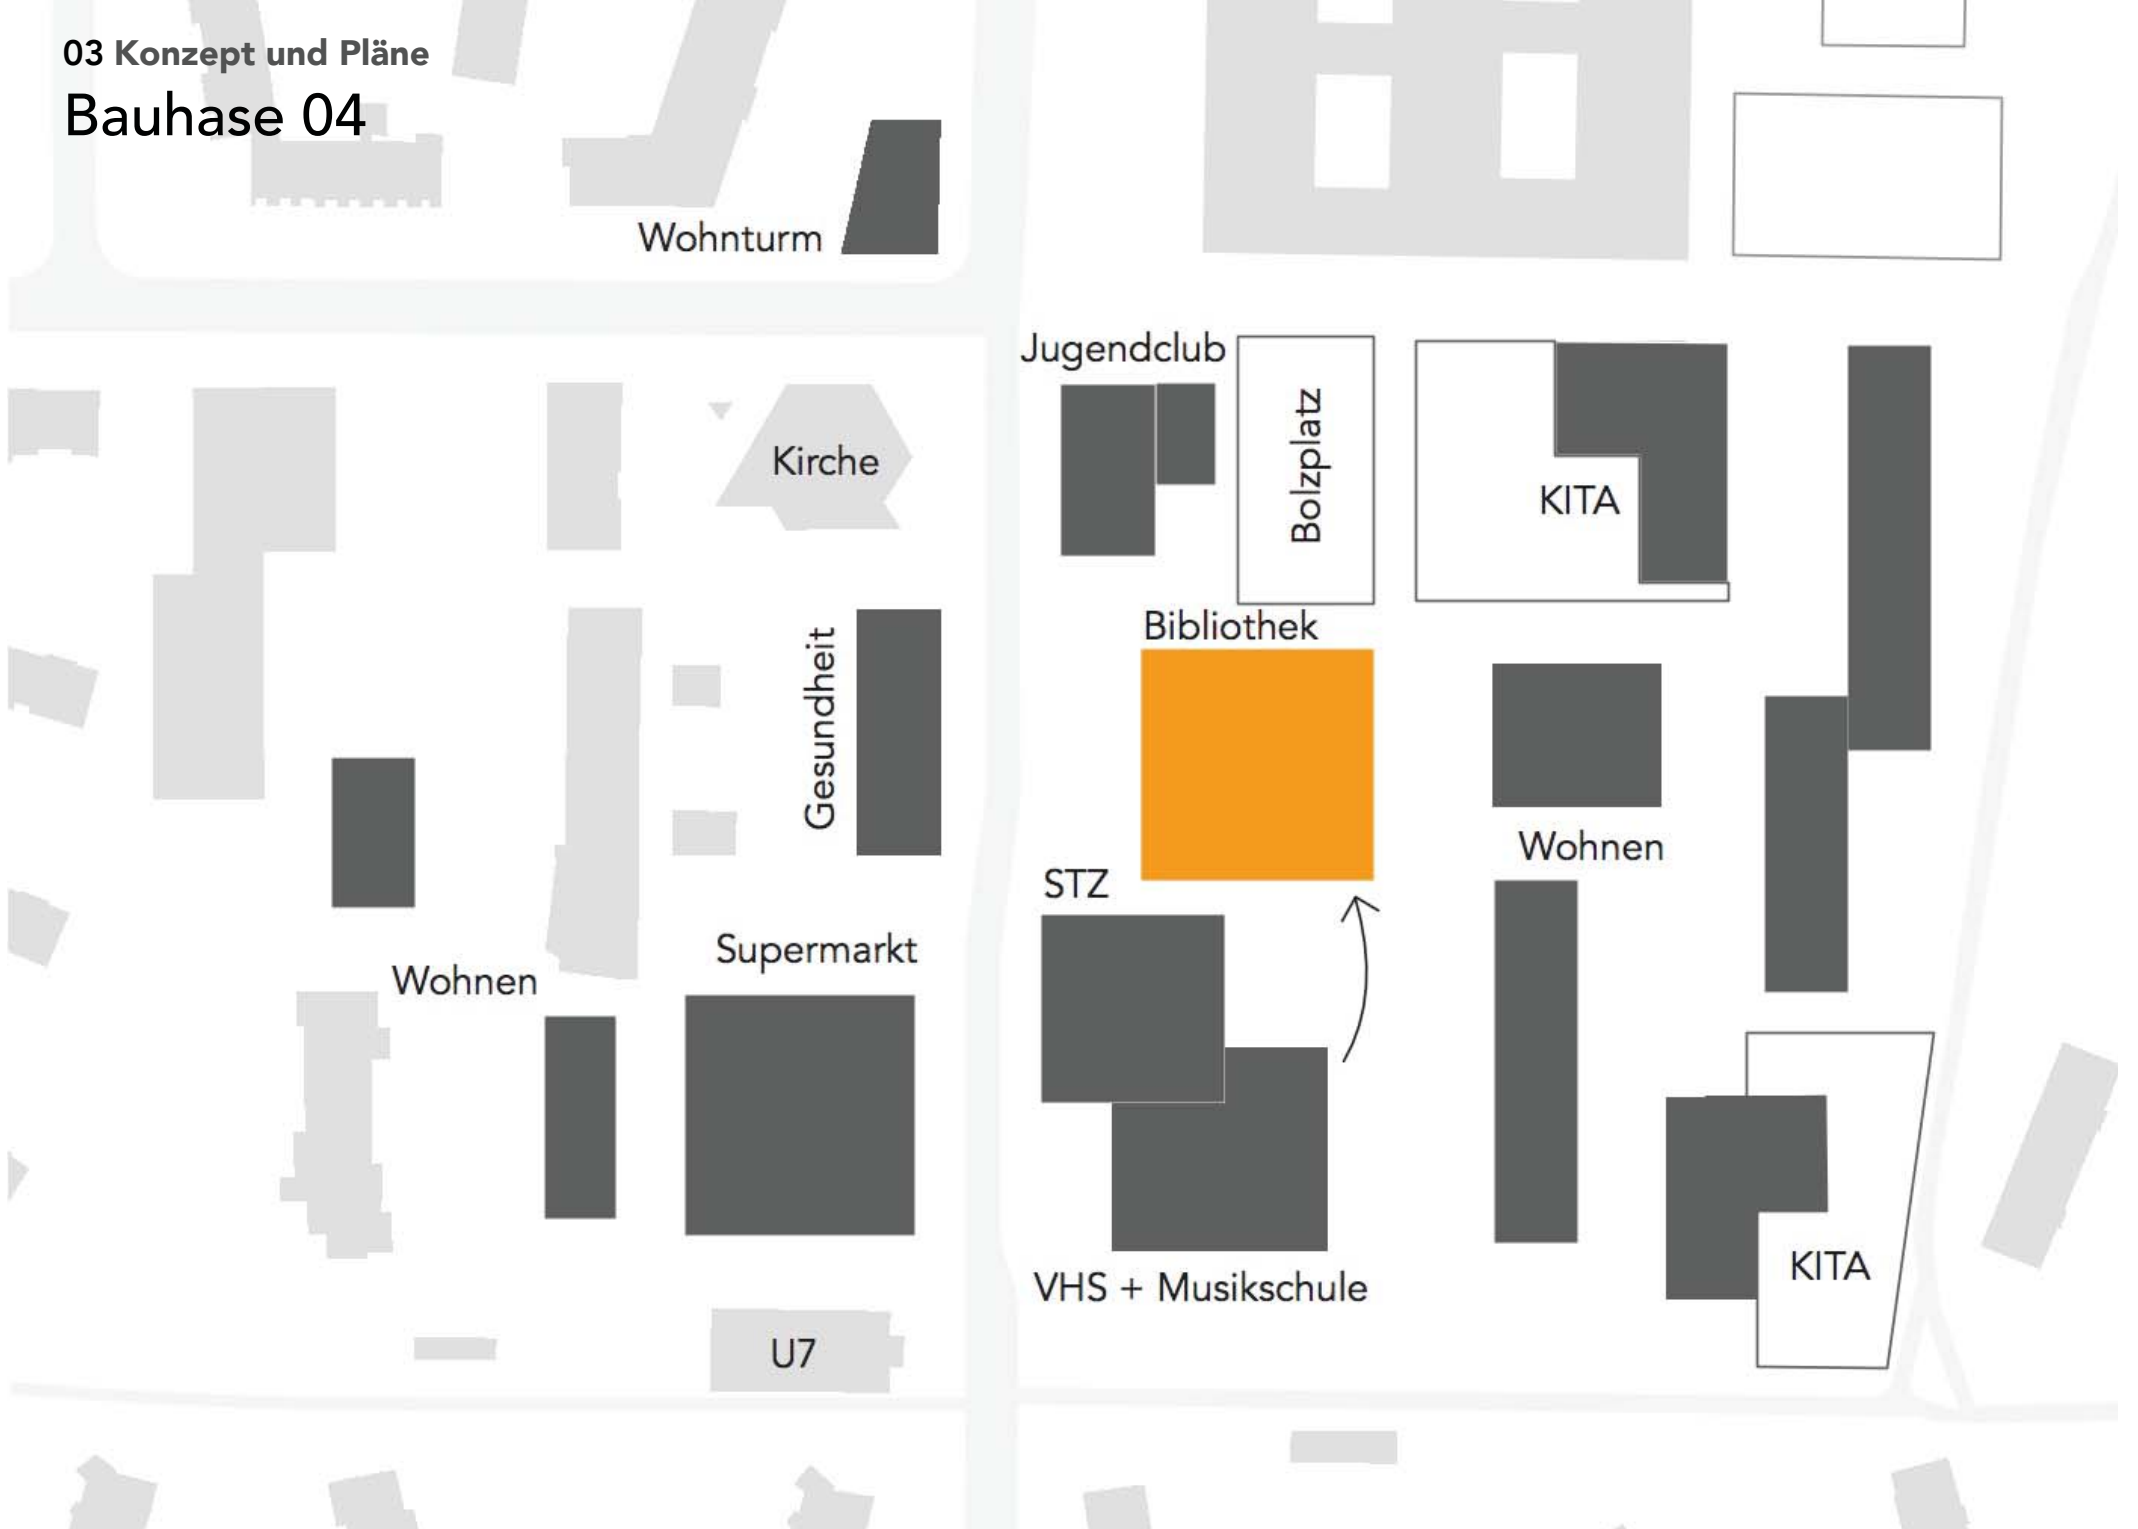 03 Konzept und Pläne
Bauhase 04
Wohnturm
Jugendclub
Bolzplatz
Kirche
KITA
Bibliothek
Gesundheit
Wohnen
STZ
Supermarkt
Wohnen
VHS + Musikschule
KITA
U7